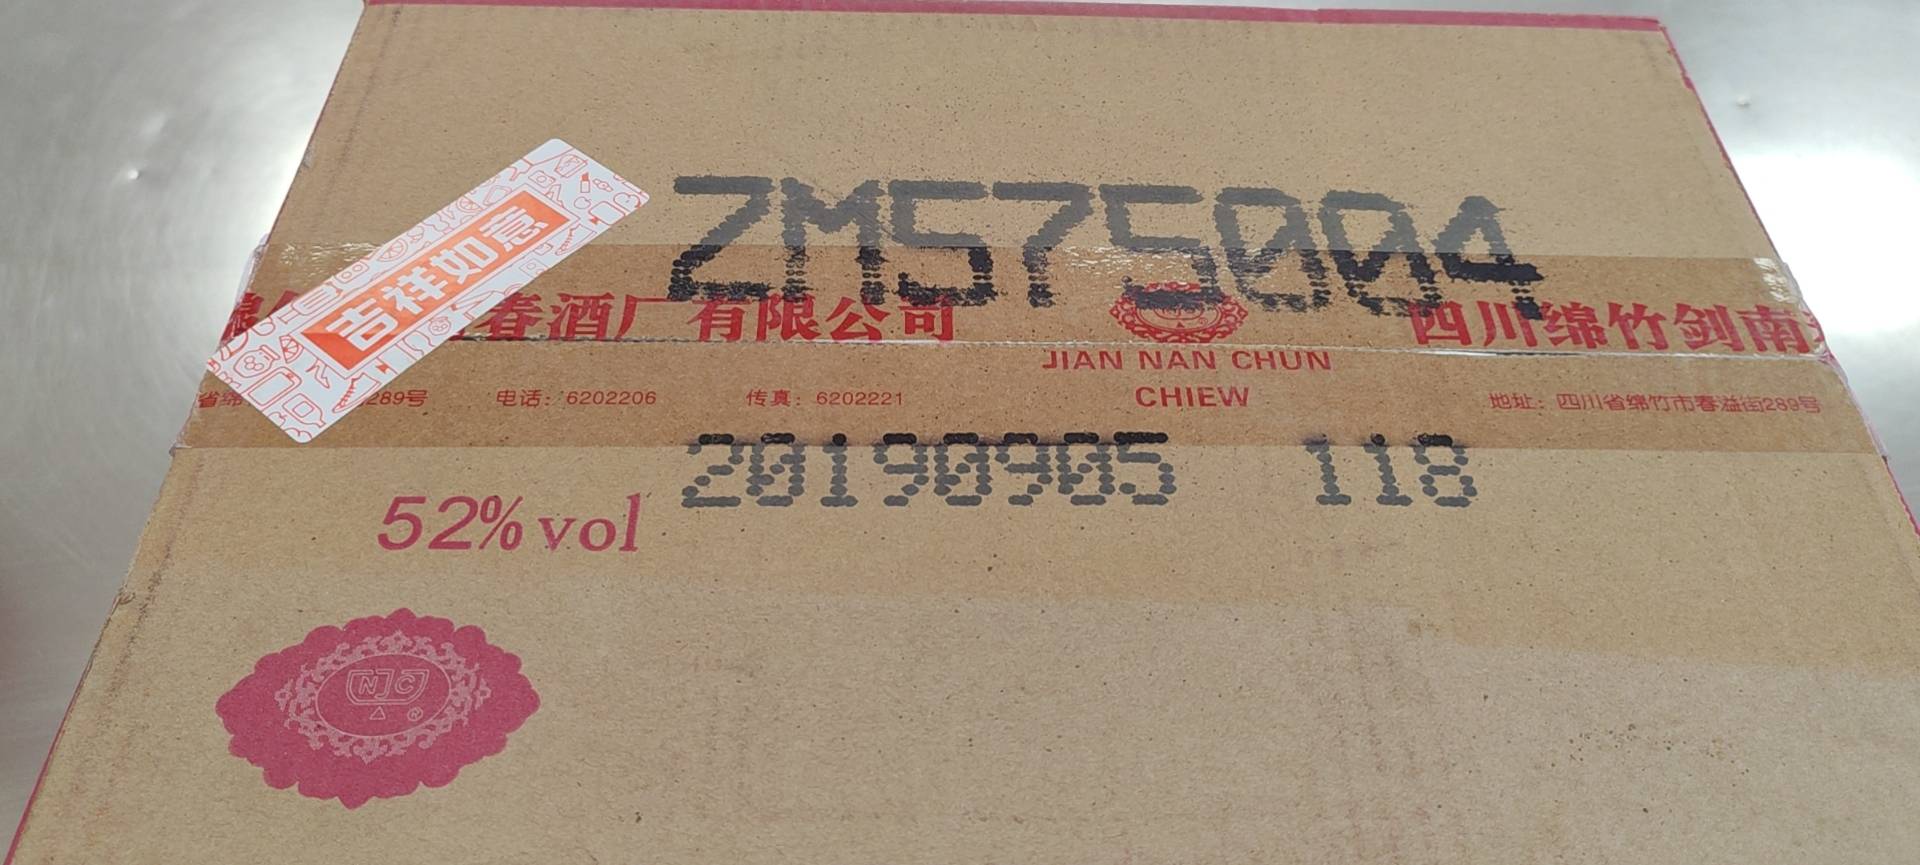 ZM575004
吉祥如意
春酒厂有限公司 四川绵竹剑南
JIAN NAN CHUN
CHIEW
289号 电话：6202206 传真：6202221 地址：四川省绵竹市春溢街289号
20190905 118
52% vol
NJC